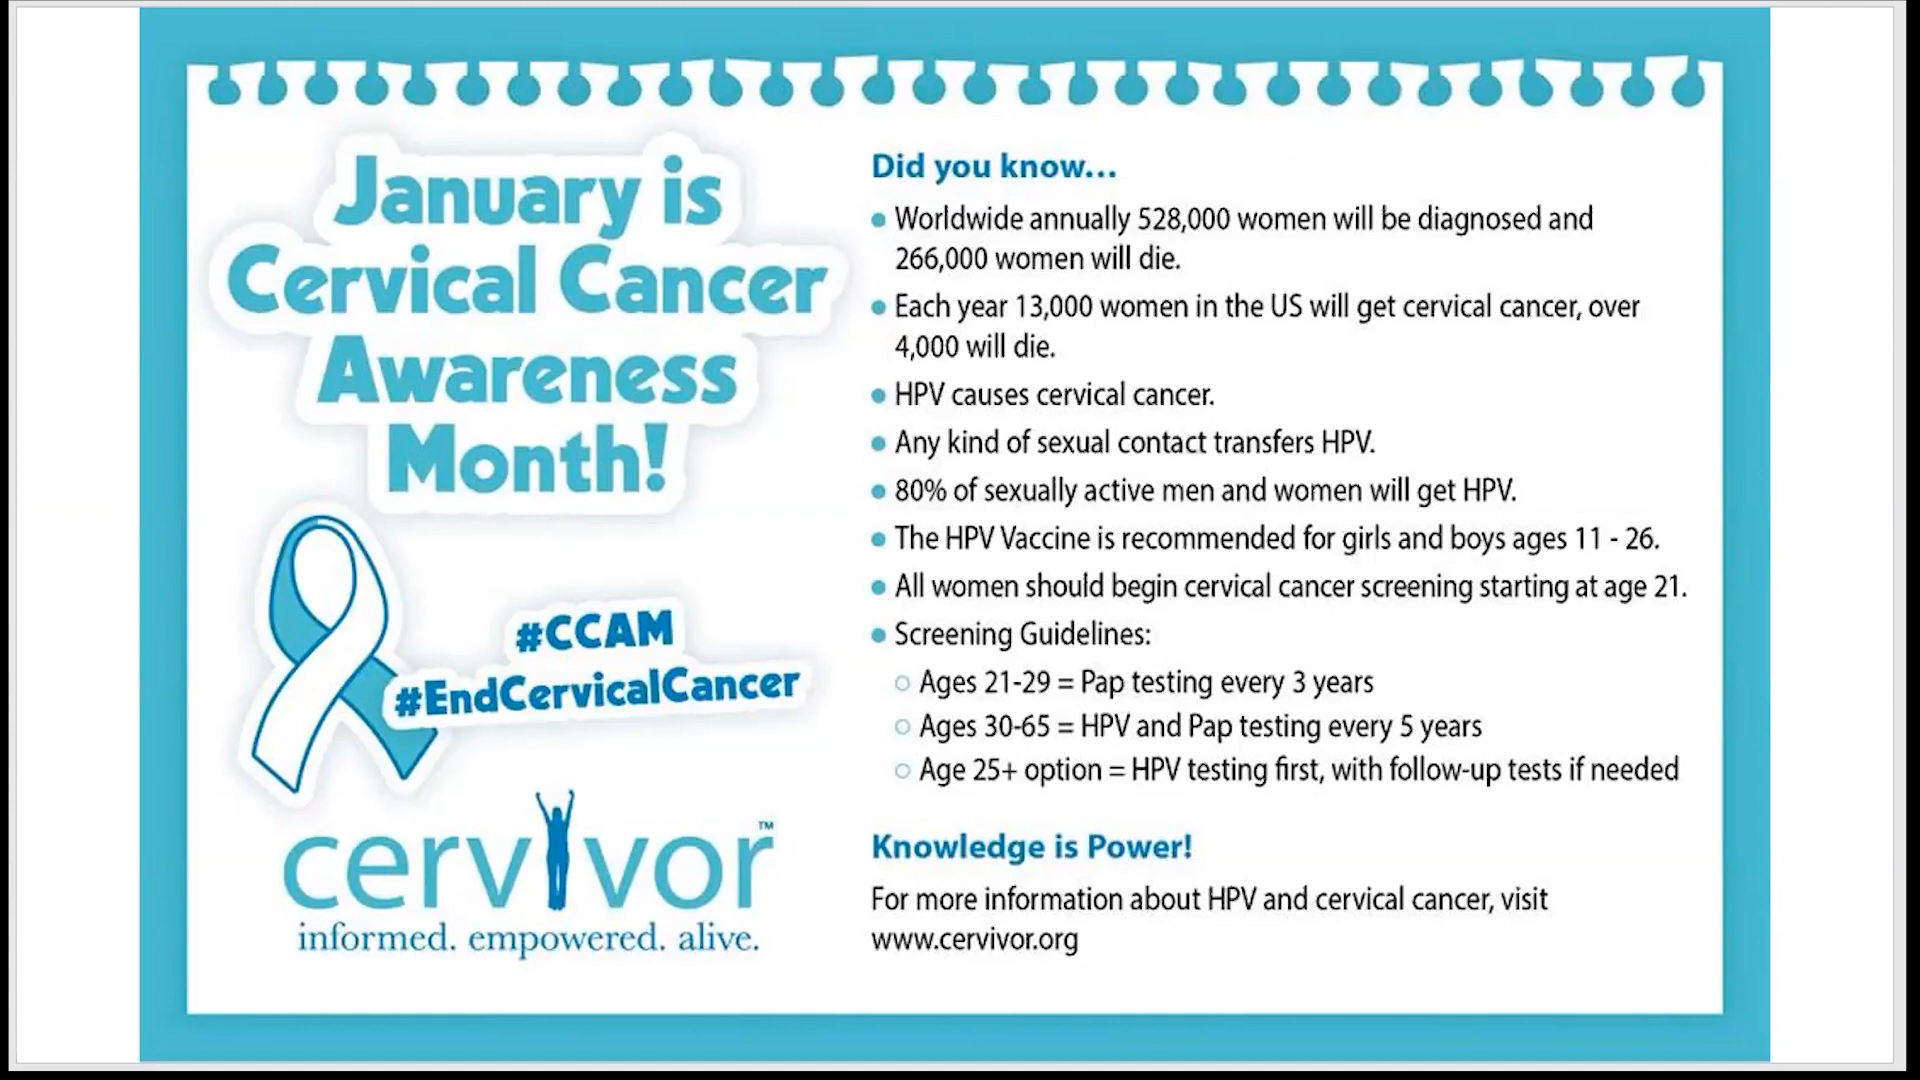 January is
Cervical Cancer
Awareness
Month!
#CCAM
#EndCervicalCancer
cervivor™
informed. empowered. alive.
Did you know...
• Worldwide annually 528,000 women will be diagnosed and
266,000 women will die.
• Each year 13,000 women in the US will get cervical cancer, over
4,000 will die.
• HPV causes cervical cancer.
• Any kind of sexual contact transfers HPV.
• 80% of sexually active men and women will get HPV.
• The HPV Vaccine is recommended for girls and boys ages 11 - 26.
• All women should begin cervical cancer screening starting at age 21.
• Screening Guidelines:
○ Ages 21-29 = Pap testing every 3 years
○ Ages 30-65 = HPV and Pap testing every 5 years
○ Age 25+ option = HPV testing first, with follow-up tests if needed
Knowledge is Power!
For more information about HPV and cervical cancer, visit
www.cervivor.org